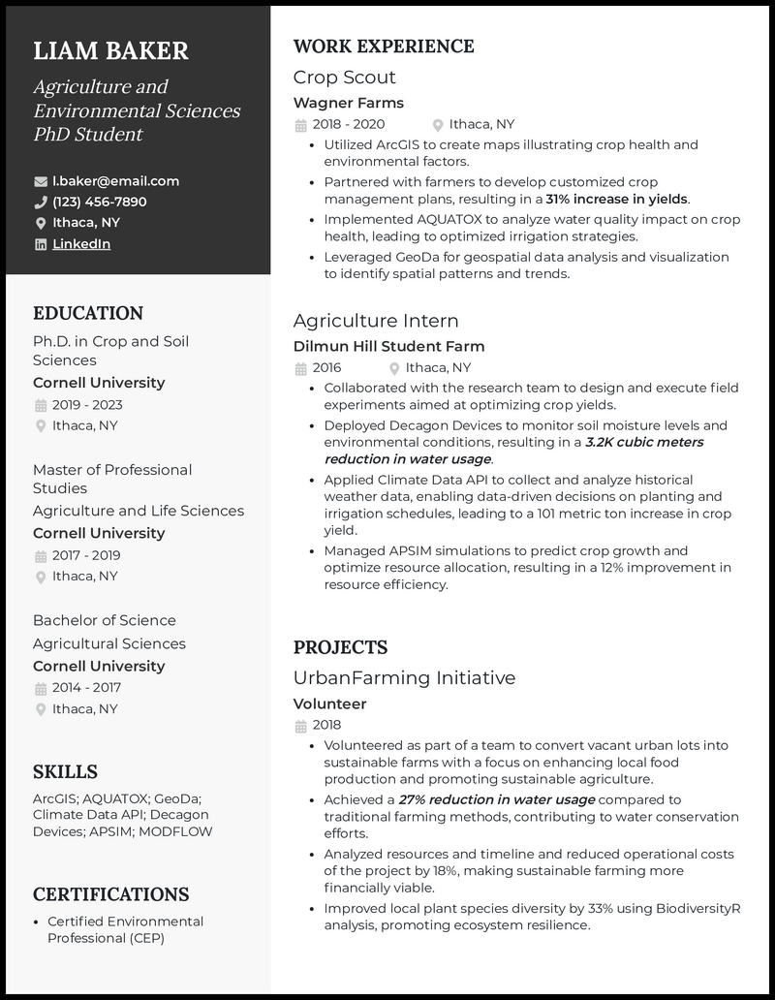 LIAM BAKER
Agriculture and
Environmental Sciences
PhD Student
l.baker@email.com
(123) 456-7890
Ithaca, NY
LinkedIn
EDUCATION
Ph.D. in Crop and Soil
Sciences
Cornell University
2019 - 2023
Ithaca, NY
Master of Professional
Studies
Agriculture and Life Sciences
Cornell University
2017 - 2019
Ithaca, NY
Bachelor of Science
Agricultural Sciences
Cornell University
2014 - 2017
Ithaca, NY
SKILLS
ArcGIS; AQUATOX; GeoDa;
Climate Data API; Decagon
Devices; APSIM; MODFLOW
CERTIFICATIONS
• Certified Environmental
Professional (CEP)
WORK EXPERIENCE
Crop Scout
Wagner Farms
2018 - 2020 Ithaca, NY
• Utilized ArcGIS to create maps illustrating crop health and
environmental factors.
• Partnered with farmers to develop customized crop
management plans, resulting in a 31% increase in yields.
• Implemented AQUATOX to analyze water quality impact on crop
health, leading to optimized irrigation strategies.
• Leveraged GeoDa for geospatial data analysis and visualization
to identify spatial patterns and trends.
Agriculture Intern
Dilmun Hill Student Farm
2016 Ithaca, NY
• Collaborated with the research team to design and execute field
experiments aimed at optimizing crop yields.
• Deployed Decagon Devices to monitor soil moisture levels and
environmental conditions, resulting in a 3.2K cubic meters
reduction in water usage.
• Applied Climate Data API to collect and analyze historical
weather data, enabling data-driven decisions on planting and
irrigation schedules, leading to a 101 metric ton increase in crop
yield.
• Managed APSIM simulations to predict crop growth and
optimize resource allocation, resulting in a 12% improvement in
resource efficiency.
PROJECTS
UrbanFarming Initiative
Volunteer
2018
• Volunteered as part of a team to convert vacant urban lots into
sustainable farms with a focus on enhancing local food
production and promoting sustainable agriculture.
• Achieved a 27% reduction in water usage compared to
traditional farming methods, contributing to water conservation
efforts.
• Analyzed resources and timeline and reduced operational costs
of the project by 18%, making sustainable farming more
financially viable.
• Improved local plant species diversity by 33% using BiodiversityR
analysis, promoting ecosystem resilience.